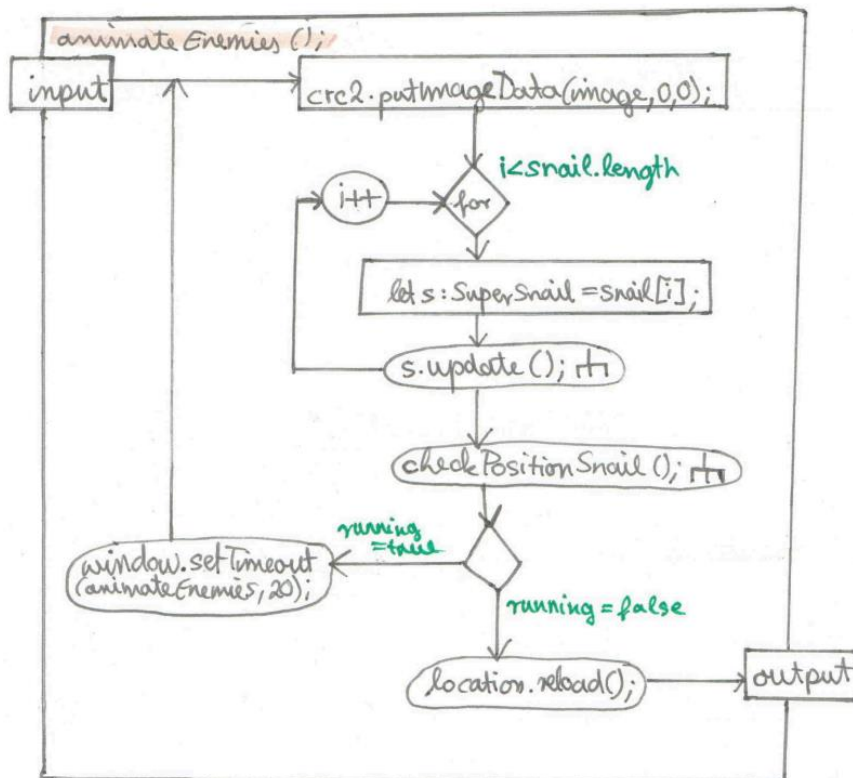 animateEnemies();
input
crc2.putImageData(image,0,0);
i<snail.length
i++
for
let s:SuperSnail=snail[i];
s.update();
checkPositionSnail();
running
=true
window.setTimeout
(animateEnemies,20);
running=false
location.reload();
output